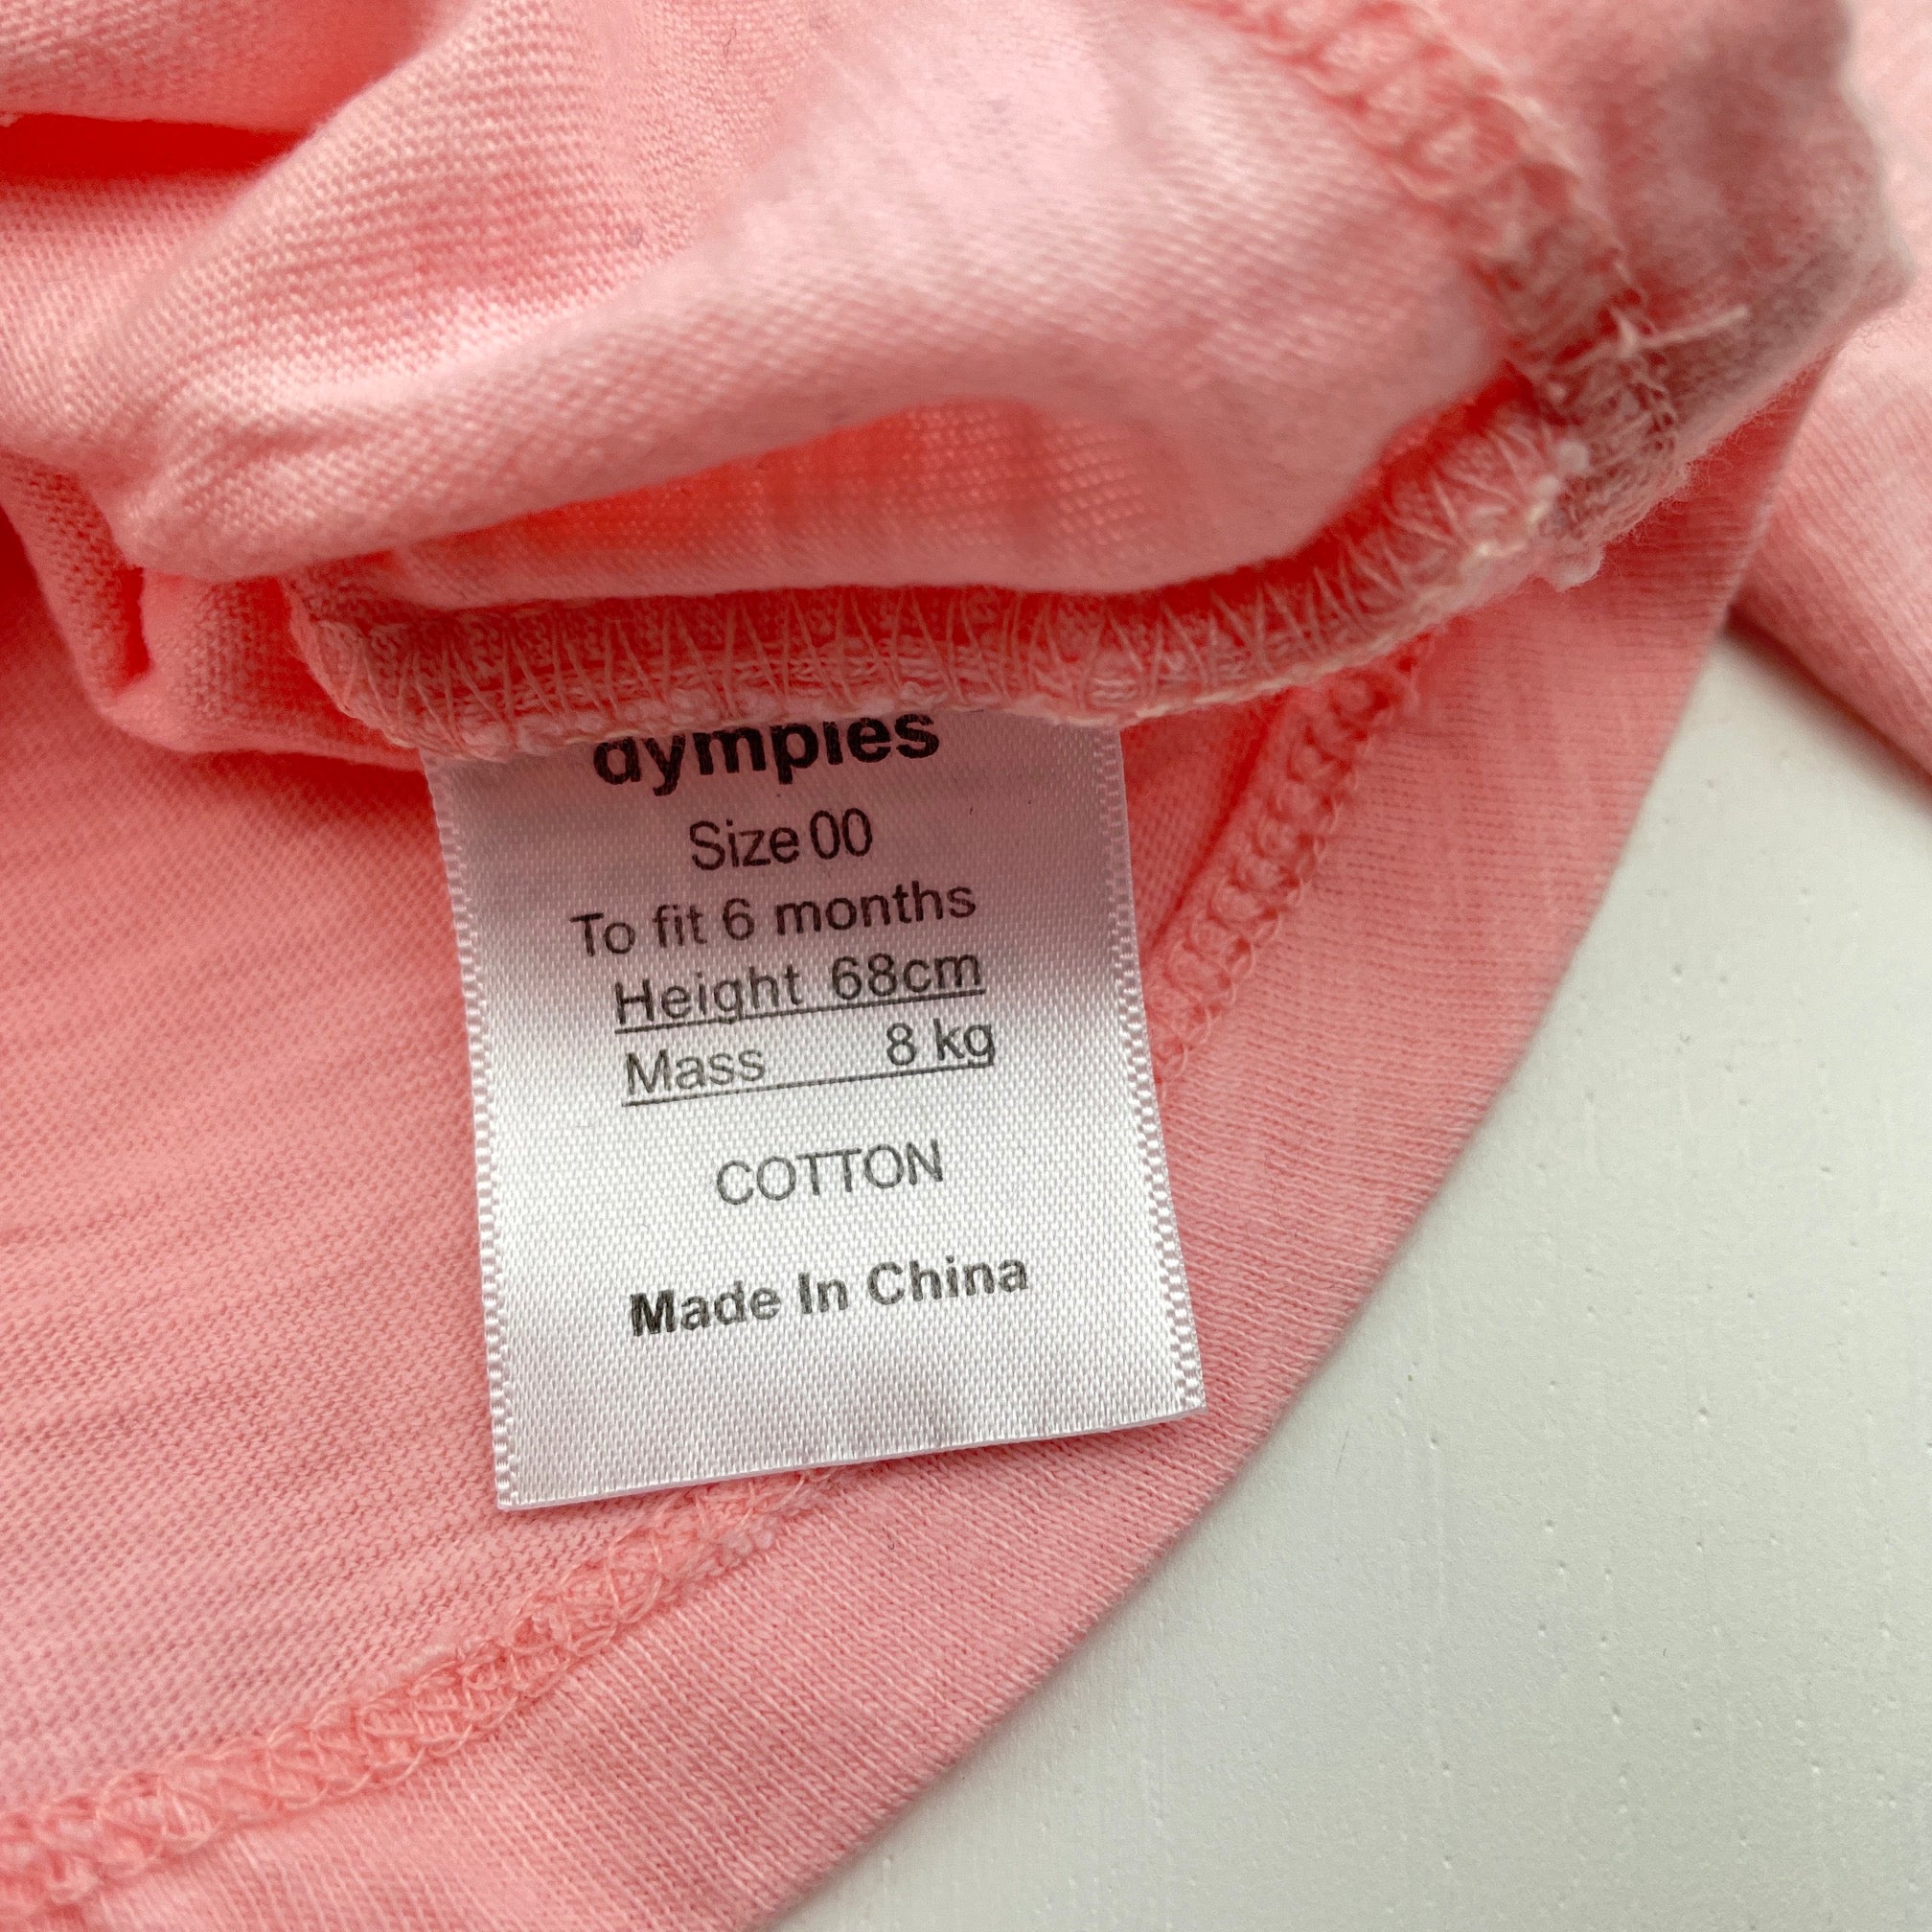 dymples
Size 00
To fit 6 months
Height 68cm
Mass 8 kg
COTTON
Made In China